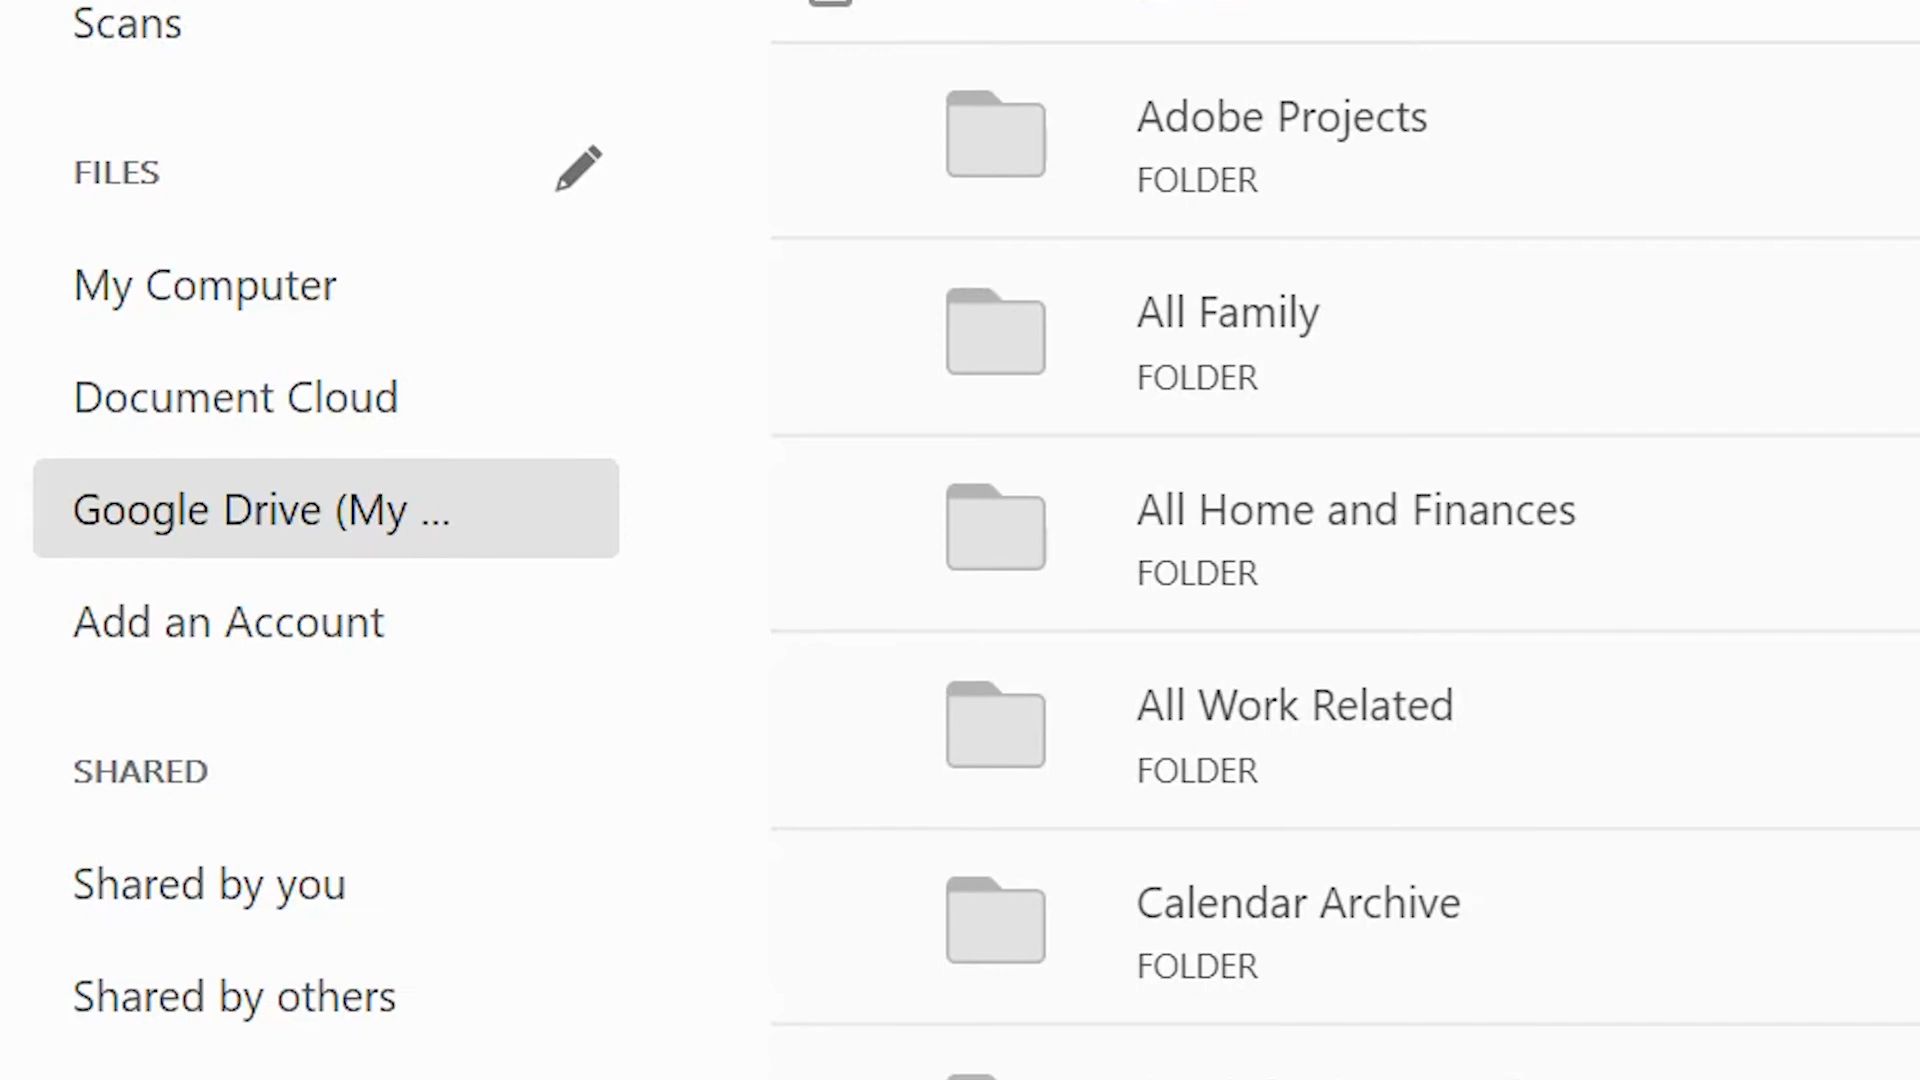 Scans
FILES
My Computer
Document Cloud
Google Drive (My ...
Add an Account
SHARED
Shared by you
Shared by others
Adobe Projects
FOLDER
All Family
FOLDER
All Home and Finances
FOLDER
All Work Related
FOLDER
Calendar Archive
FOLDER